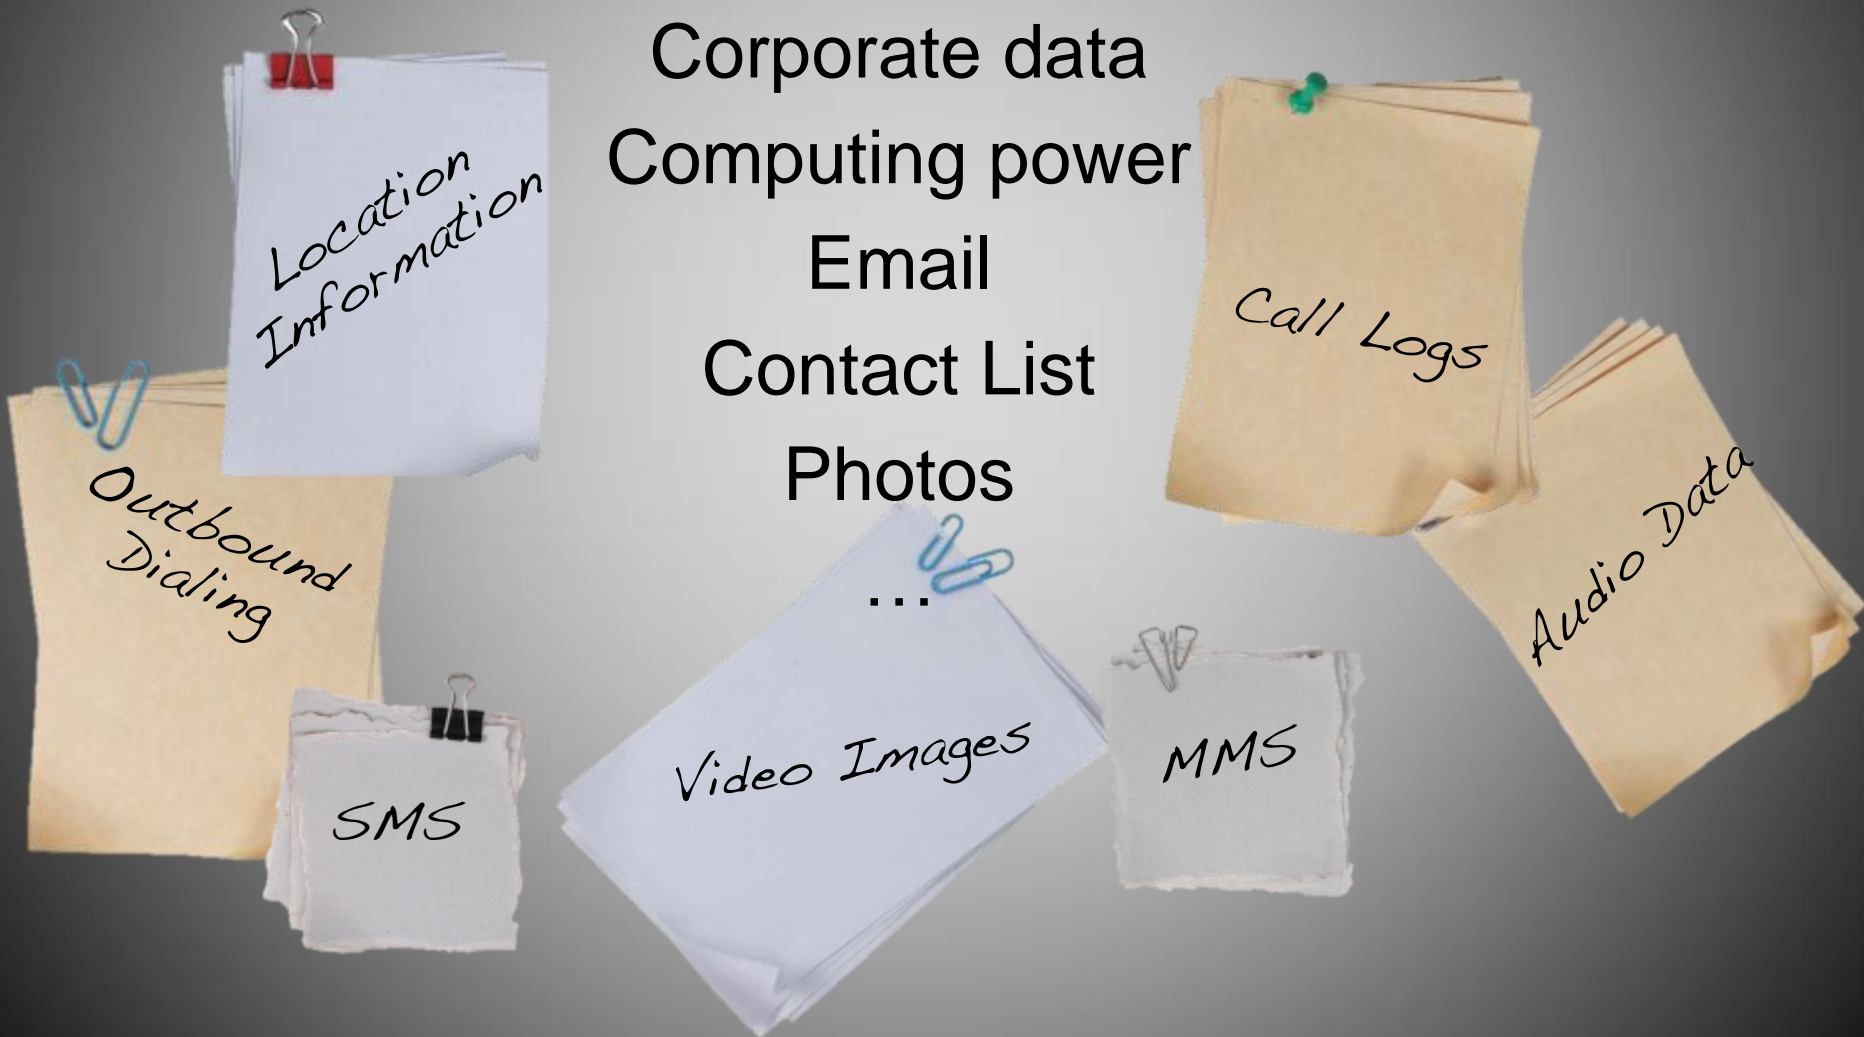 Corporate data
Computing power
Email
Contact List
Photos
…
Location
Information
Call Logs
Outbound
Dialing
Audio Data
SMS
Video Images
MMS